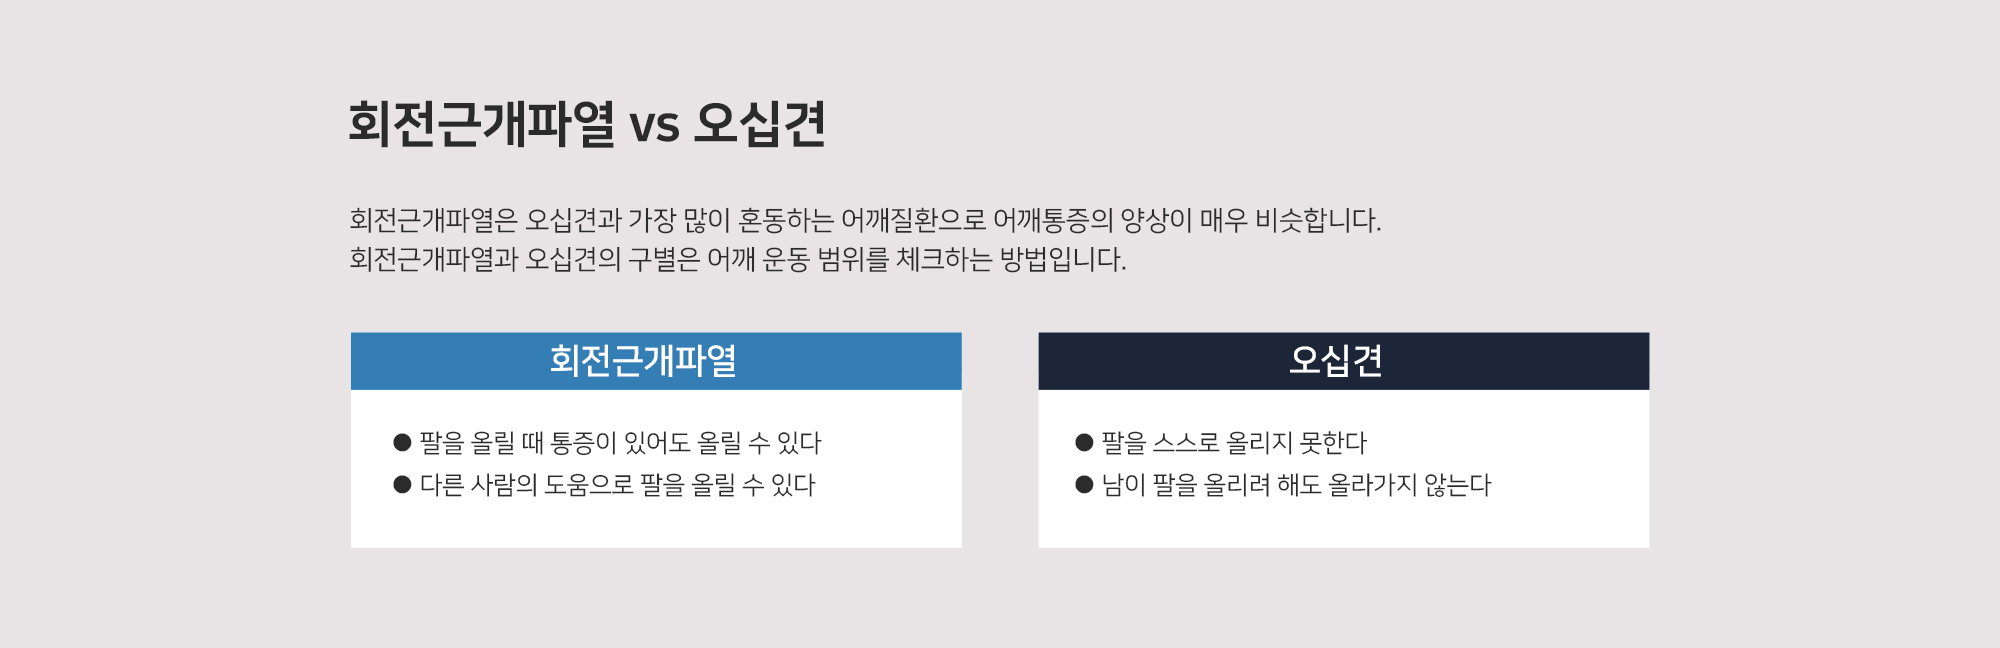 회전근개파열 vs 오십견
회전근개파열은 오십견과 가장 많이 혼동하는 어깨질환으로 어깨통증의 양상이 매우 비슷합니다.
회전근개파열과 오십견의 구별은 어깨 운동 범위를 체크하는 방법입니다.
회전근개파열
● 팔을 올릴 때 통증이 있어도 올릴 수 있다
● 다른 사람의 도움으로 팔을 올릴 수 있다
오십견
● 팔을 스스로 올리지 못한다
● 남이 팔을 올리려 해도 올라가지 않는다